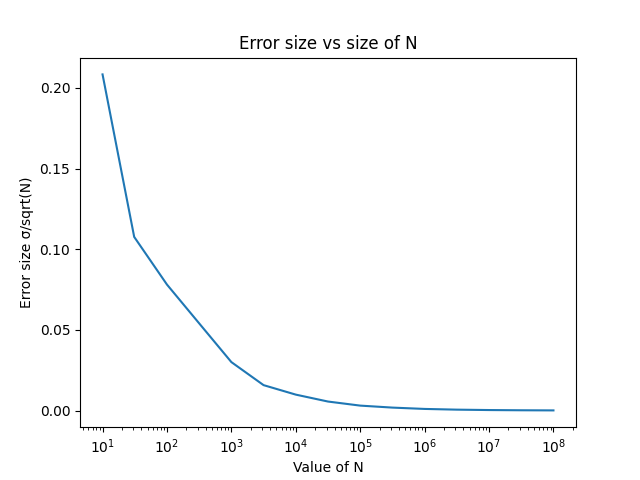 Error size vs size of N
Error size σ/sqrt(N)
0.20
0.15
0.10
0.05
0.00
10¹ 10² 10³ 10⁴ 10⁵ 10⁶ 10⁷ 10⁸
Value of N